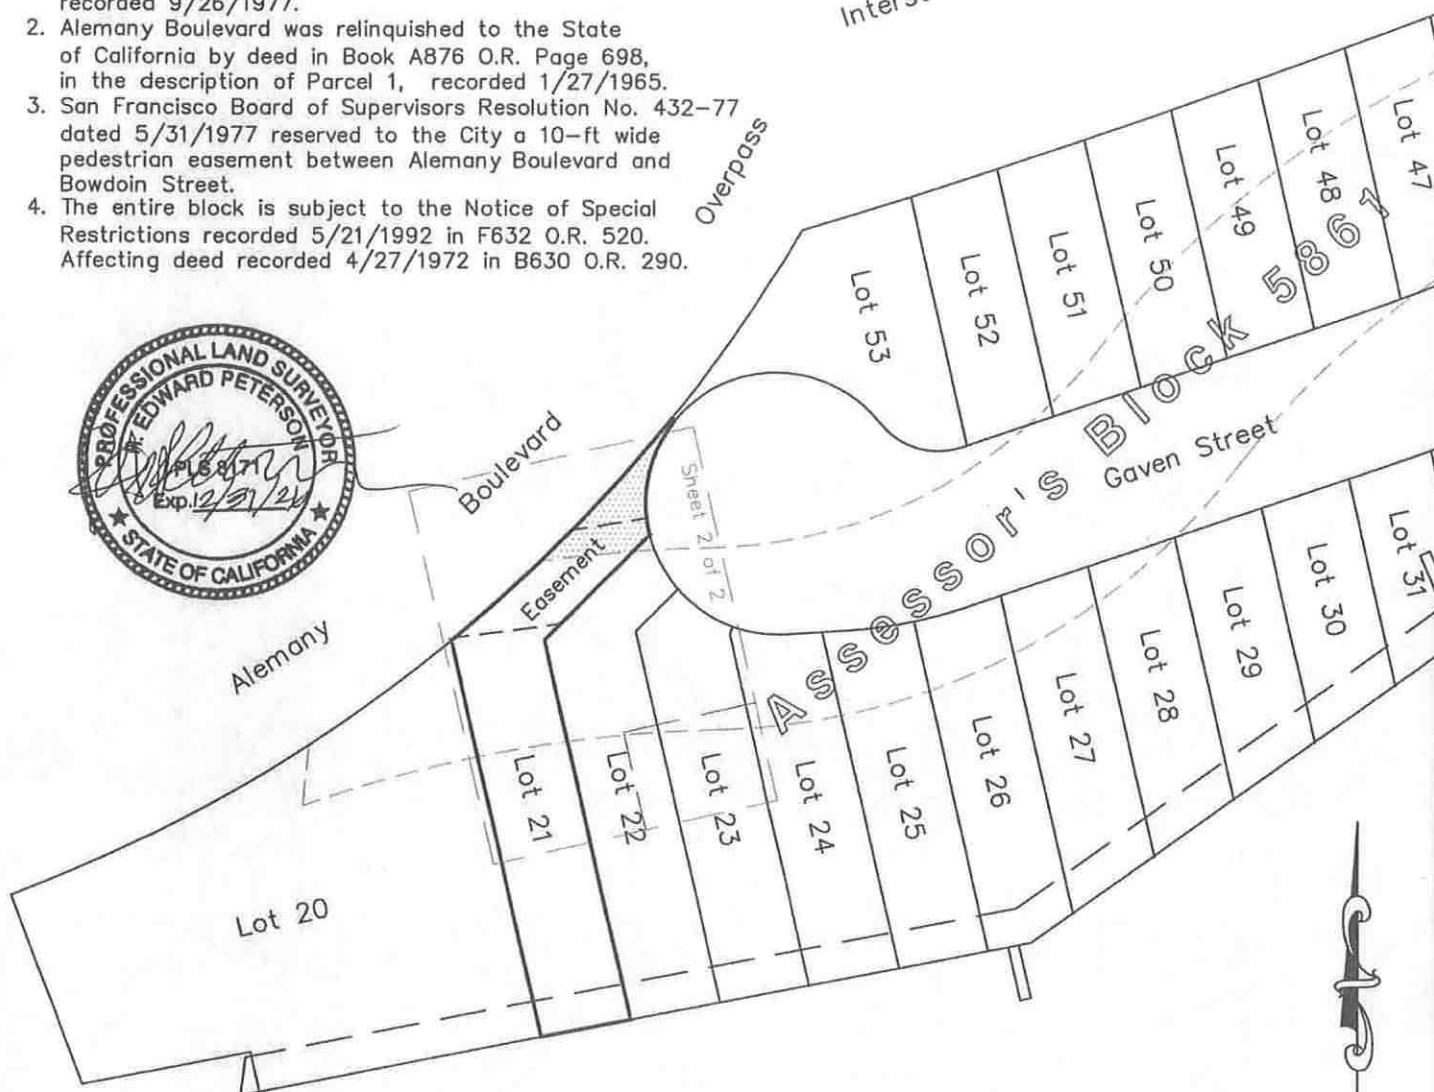 recorded 9/26/1977.
2. Alemany Boulevard was relinquished to the State
of California by deed in Book A876 O.R. Page 698,
in the description of Parcel 1, recorded 1/27/1965.
3. San Francisco Board of Supervisors Resolution No. 432-77
dated 5/31/1977 reserved to the City a 10-ft wide
pedestrian easement between Alemany Boulevard and
Bowdoin Street.
4. The entire block is subject to the Notice of Special
Restrictions recorded 5/21/1992 in F632 O.R. 520.
Affecting deed recorded 4/27/1972 in B630 O.R. 290.
Overpass
PROFESSIONAL LAND SURVEYOR
EDWARD PETERSON
PLS 8171
Exp.
STATE OF CALIFORNIA
Alemany Boulevard
Easement
Sheet 2 of 2
Assessor's Block 5861
Gaven Street
Lot 53
Lot 52
Lot 51
Lot 50
Lot 49
Lot 48
Lot 47
Lot 20
Lot 21
Lot 22
Lot 23
Lot 24
Lot 25
Lot 26
Lot 27
Lot 28
Lot 29
Lot 30
Lot 31